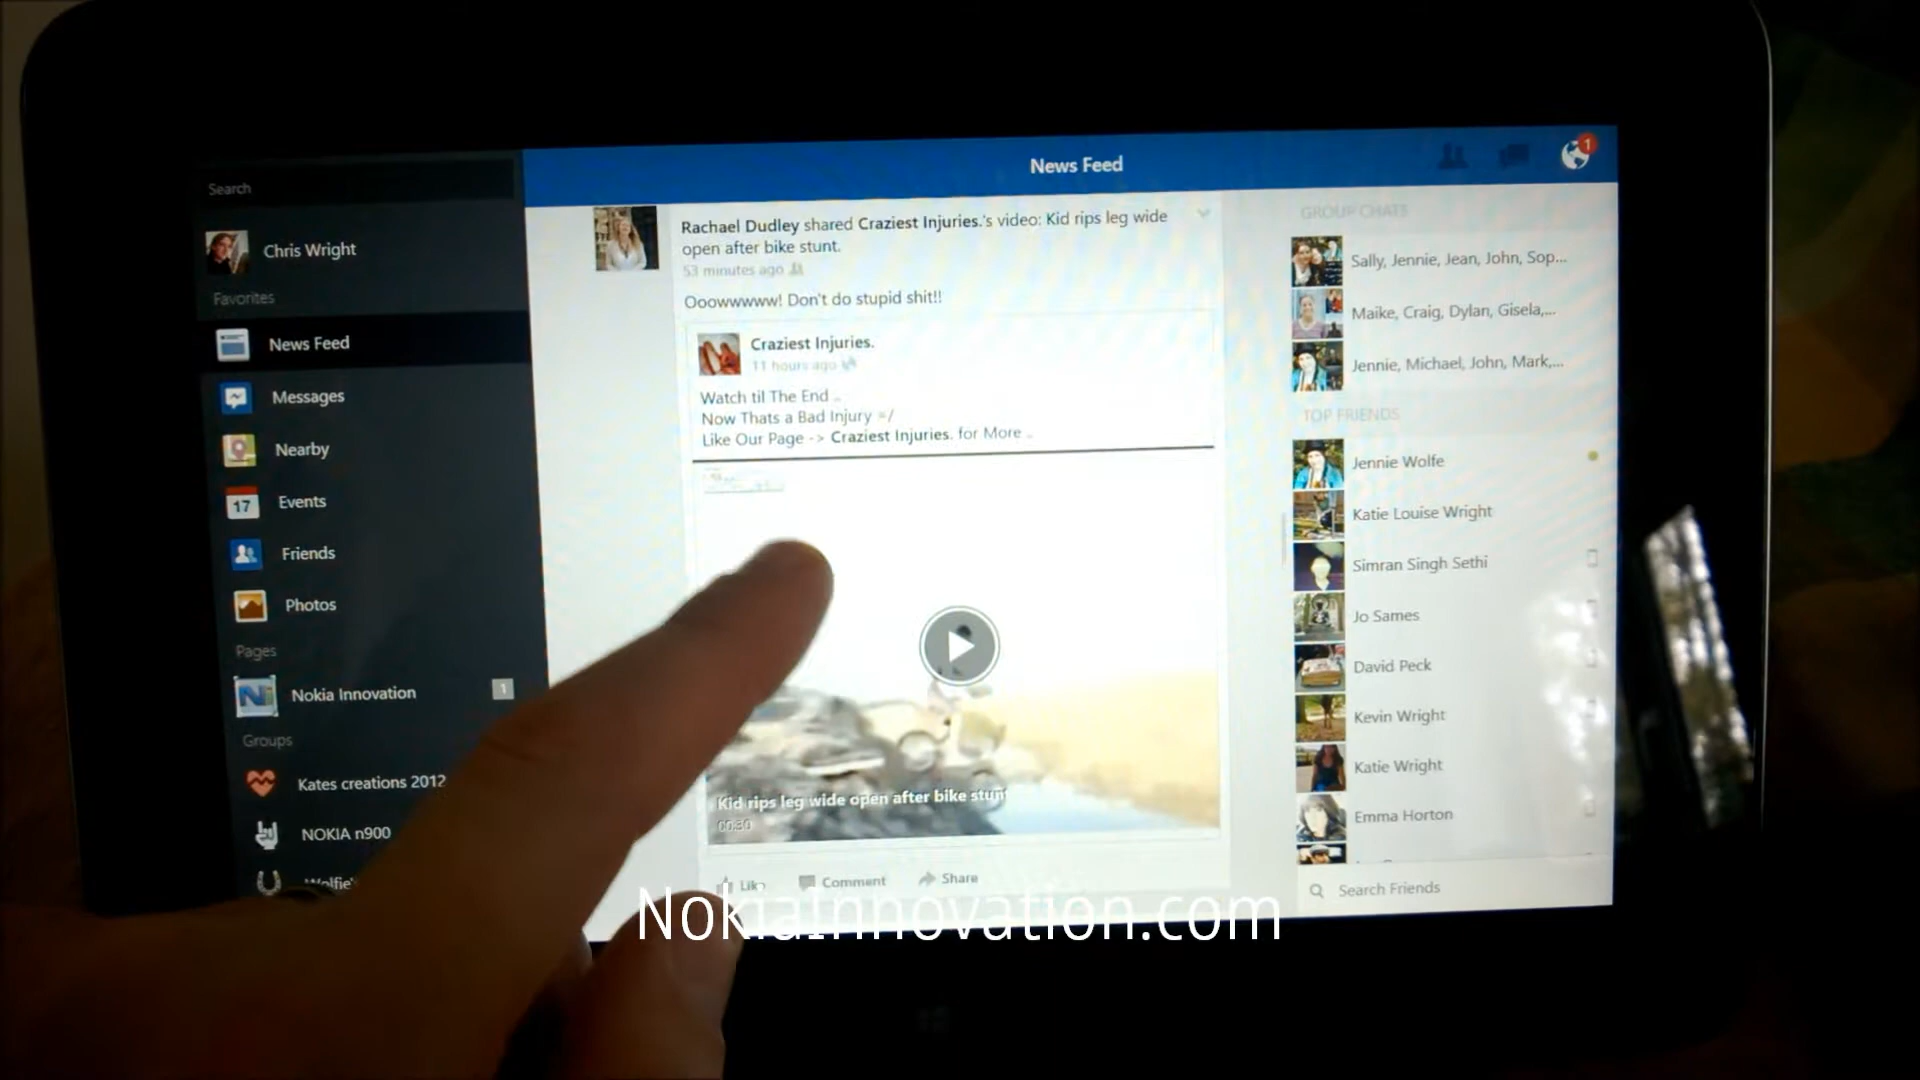 Search
Chris Wright
Favorites
News Feed
Messages
Nearby
17
Events
Friends
Photos
Pages
Nokia Innovation
1
Groups
Kates creations 2012
NOKIA n900
News Feed
1
Rachael Dudley shared Craziest Injuries.'s video: Kid rips leg wide
open after bike stunt.
53 minutes ago
Ooowwwww! Don't do stupid shit!!
Craziest Injuries.
11 hours ago
Watch til The End ..
Now Thats a Bad Injury =/
Like Our Page -> Craziest Injuries. for More ..
Kid rips leg wide open after bike stunt
00:30
Like
Comment
Share
GROUP CHATS
Sally, Jennie, Jean, John, Sop...
Maike, Craig, Dylan, Gisela,...
Jennie, Michael, John, Mark,...
TOP FRIENDS
Jennie Wolfe
Katie Louise Wright
Simran Singh Sethi
Jo Sames
David Peck
Kevin Wright
Katie Wright
Emma Horton
Search Friends
NokiaInnovation.com